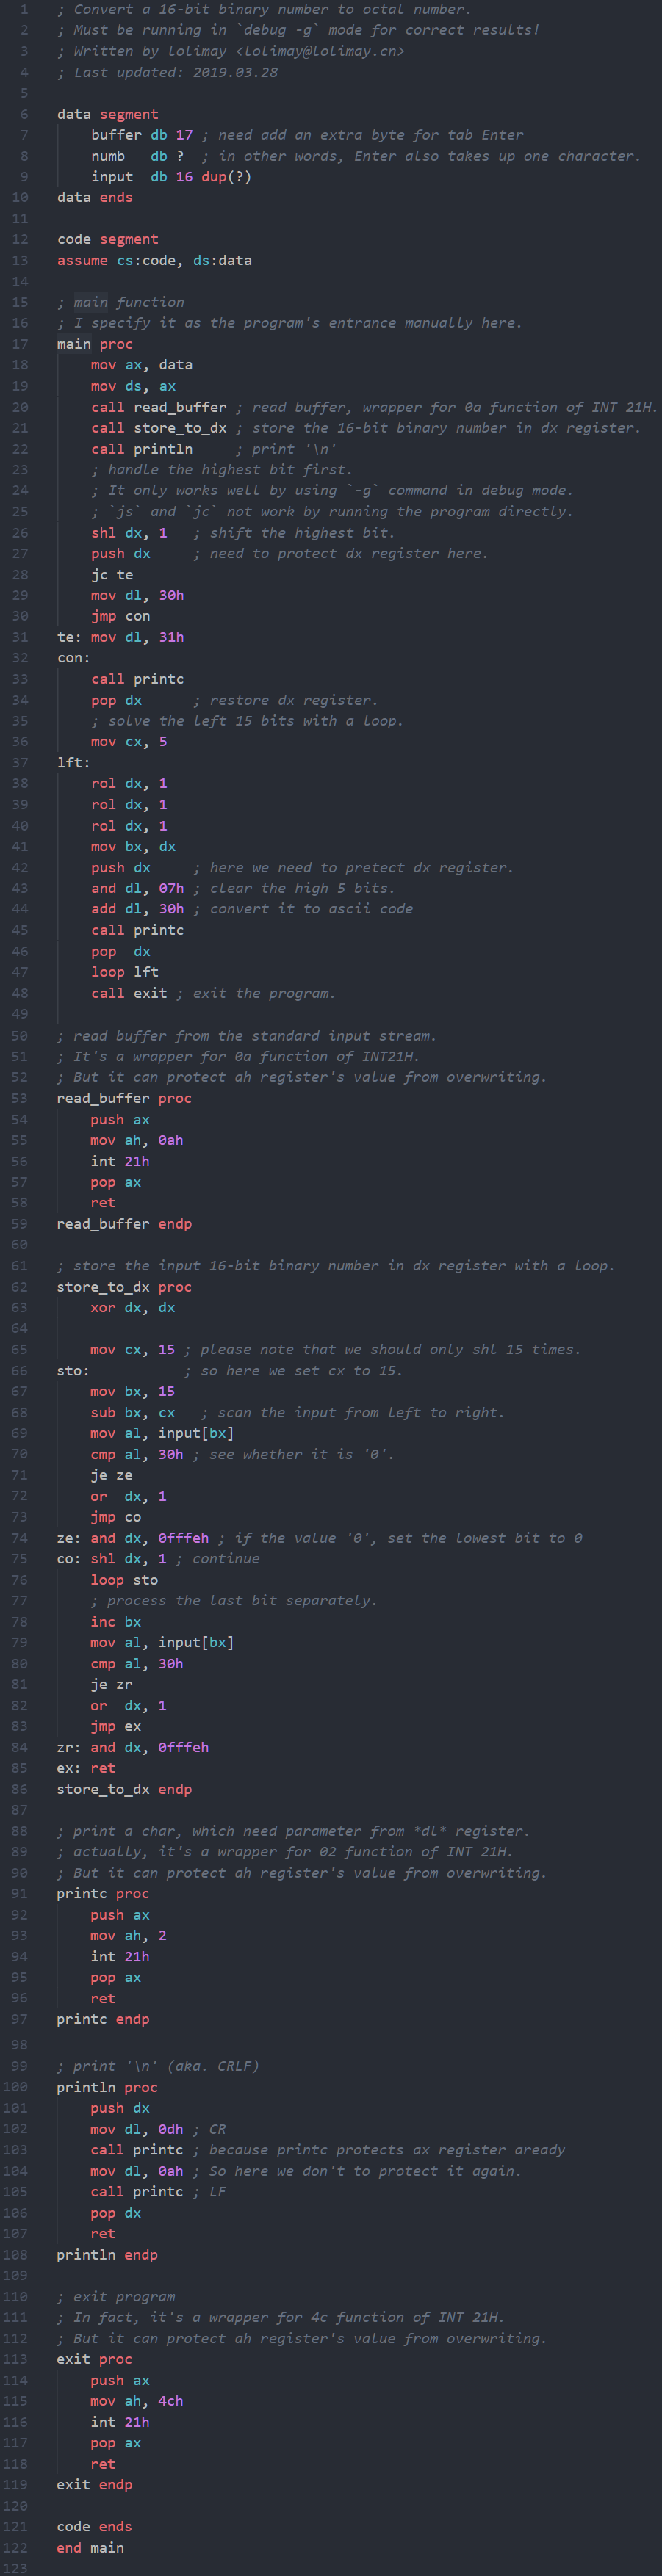 1 ; Convert a 16-bit binary number to octal number.
2 ; Must be running in `debug -g` mode for correct results!
3 ; Written by lolimay <lolimay@lolimay.cn>
4 ; Last updated: 2019.03.28
5
6 data segment
7     buffer db 17 ; need add an extra byte for tab Enter
8     numb   db ?  ; in other words, Enter also takes up one character.
9     input  db 16 dup(?)
10 data ends
11
12 code segment
13 assume cs:code, ds:data
14
15 ; main function
16 ; I specify it as the program's entrance manually here.
17 main proc
18     mov ax, data
19     mov ds, ax
20     call read_buffer ; read buffer, wrapper for 0a function of INT 21H.
21     call store_to_dx ; store the 16-bit binary number in dx register.
22     call println     ; print '\n'
23     ; handle the highest bit first.
24     ; It only works well by using `-g` command in debug mode.
25     ; `js` and `jc` not work by running the program directly.
26     shl dx, 1   ; shift the highest bit.
27     push dx     ; need to protect dx register here.
28     jc te
29     mov dl, 30h
30     jmp con
31 te: mov dl, 31h
32 con:
33     call printc
34     pop dx      ; restore dx register.
35     ; solve the left 15 bits with a loop.
36     mov cx, 5
37 lft:
38     rol dx, 1
39     rol dx, 1
40     rol dx, 1
41     mov bx, dx
42     push dx     ; here we need to pretect dx register.
43     and dl, 07h ; clear the high 5 bits.
44     add dl, 30h ; convert it to ascii code
45     call printc
46     pop  dx
47     loop lft
48     call exit ; exit the program.
49
50 ; read buffer from the standard input stream.
51 ; It's a wrapper for 0a function of INT21H.
52 ; But it can protect ah register's value from overwriting.
53 read_buffer proc
54     push ax
55     mov ah, 0ah
56     int 21h
57     pop ax
58     ret
59 read_buffer endp
60
61 ; store the input 16-bit binary number in dx register with a loop.
62 store_to_dx proc
63     xor dx, dx
64
65     mov cx, 15 ; please note that we should only shl 15 times.
66 sto:           ; so here we set cx to 15.
67     mov bx, 15
68     sub bx, cx   ; scan the input from left to right.
69     mov al, input[bx]
70     cmp al, 30h ; see whether it is '0'.
71     je ze
72     or  dx, 1
73     jmp co
74 ze: and dx, 0fffeh ; if the value '0', set the lowest bit to 0
75 co: shl dx, 1 ; continue
76     loop sto
77     ; process the last bit separately.
78     inc bx
79     mov al, input[bx]
80     cmp al, 30h
81     je zr
82     or  dx, 1
83     jmp ex
84 zr: and dx, 0fffeh
85 ex: ret
86 store_to_dx endp
87
88 ; print a char, which need parameter from *dl* register.
89 ; actually, it's a wrapper for 02 function of INT 21H.
90 ; But it can protect ah register's value from overwriting.
91 printc proc
92     push ax
93     mov ah, 2
94     int 21h
95     pop ax
96     ret
97 printc endp
98
99 ; print '\n' (aka. CRLF)
100 println proc
101     push dx
102     mov dl, 0dh ; CR
103     call printc ; because printc protects ax register aready
104     mov dl, 0ah ; So here we don't to protect it again.
105     call printc ; LF
106     pop dx
107     ret
108 println endp
109
110 ; exit program
111 ; In fact, it's a wrapper for 4c function of INT 21H.
112 ; But it can protect ah register's value from overwriting.
113 exit proc
114     push ax
115     mov ah, 4ch
116     int 21h
117     pop ax
118     ret
119 exit endp
120
121 code ends
122 end main
123